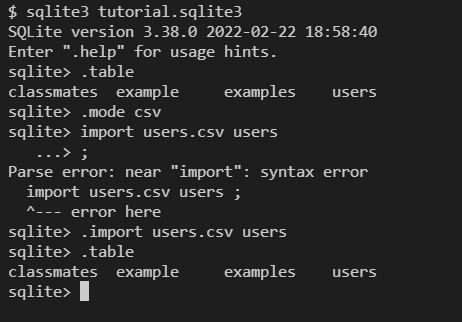 $ sqlite3 tutorial.sqlite3
SQLite version 3.38.0 2022-02-22 18:58:40
Enter ".help" for usage hints.
sqlite> .table
classmates  example     examples    users
sqlite> .mode csv
sqlite> import users.csv users
   ...> ;
Parse error: near "import": syntax error
  import users.csv users ;
  ^--- error here
sqlite> .import users.csv users
sqlite> .table
classmates  example     examples    users
sqlite>